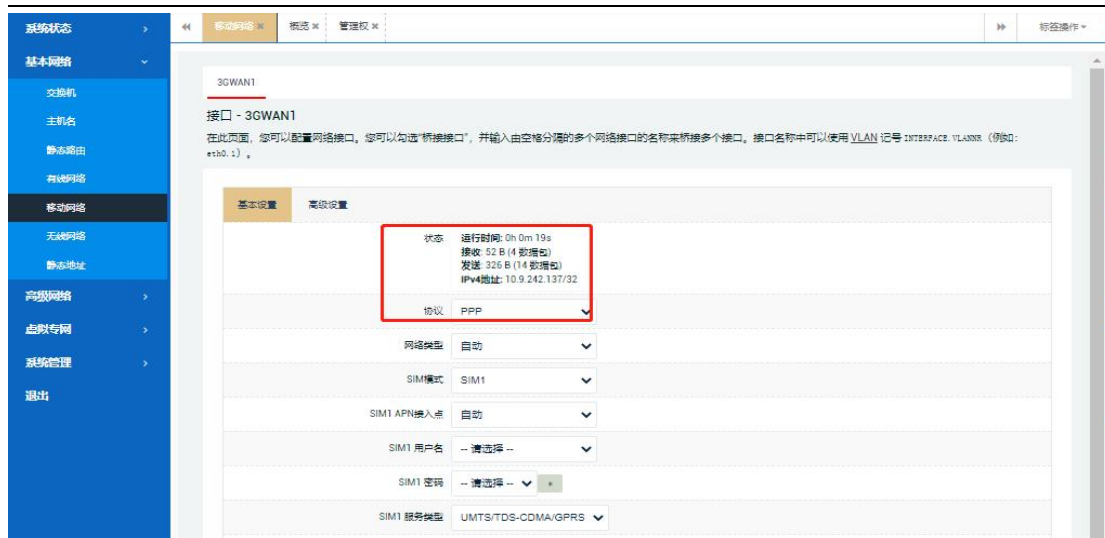 移动网络 ×
概览 ×
管理权 ×
标签操作
系统状态
基本网络
交换机
主机名
静态路由
有线网络
移动网络
无线网络
静态地址
高级网络
虚拟专网
系统管理
退出
3GWAN1
接口 - 3GWAN1
在此页面，您可以配置网络接口。您可以勾选"桥接接口"，并输入由空格分隔的多个网络接口的名称来桥接多个接口。接口名称中可以使用 VLAN 记号 INTERFACE.VLANNR（例如：
eth0.1）。
基本设置 高级设置
状态 运行时间: 0h 0m 19s
接收: 52 B (4 数据包)
发送: 326 B (14 数据包)
IPv4地址: 10.9.242.137/32
协议 PPP
网络类型 自动
SIM模式 SIM1
SIM1 APN接入点 自动
SIM1 用户名 -- 请选择 --
SIM1 密码 -- 请选择 --
SIM1 服务类型 UMTS/TDS-CDMA/GPRS